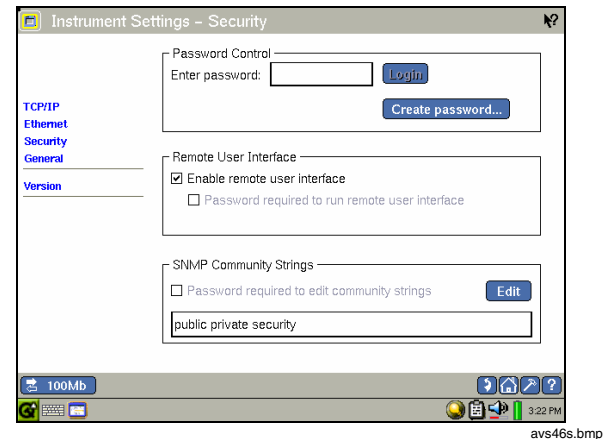 Instrument Settings – Security
?
TCP/IP
Ethernet
Security
General
Version
Password Control
Enter password:
Login
Create password...
Remote User Interface
Enable remote user interface
Password required to run remote user interface
SNMP Community Strings
Password required to edit community strings
Edit
public private security
100Mb
?
3:22 PM
avs46s.bmp